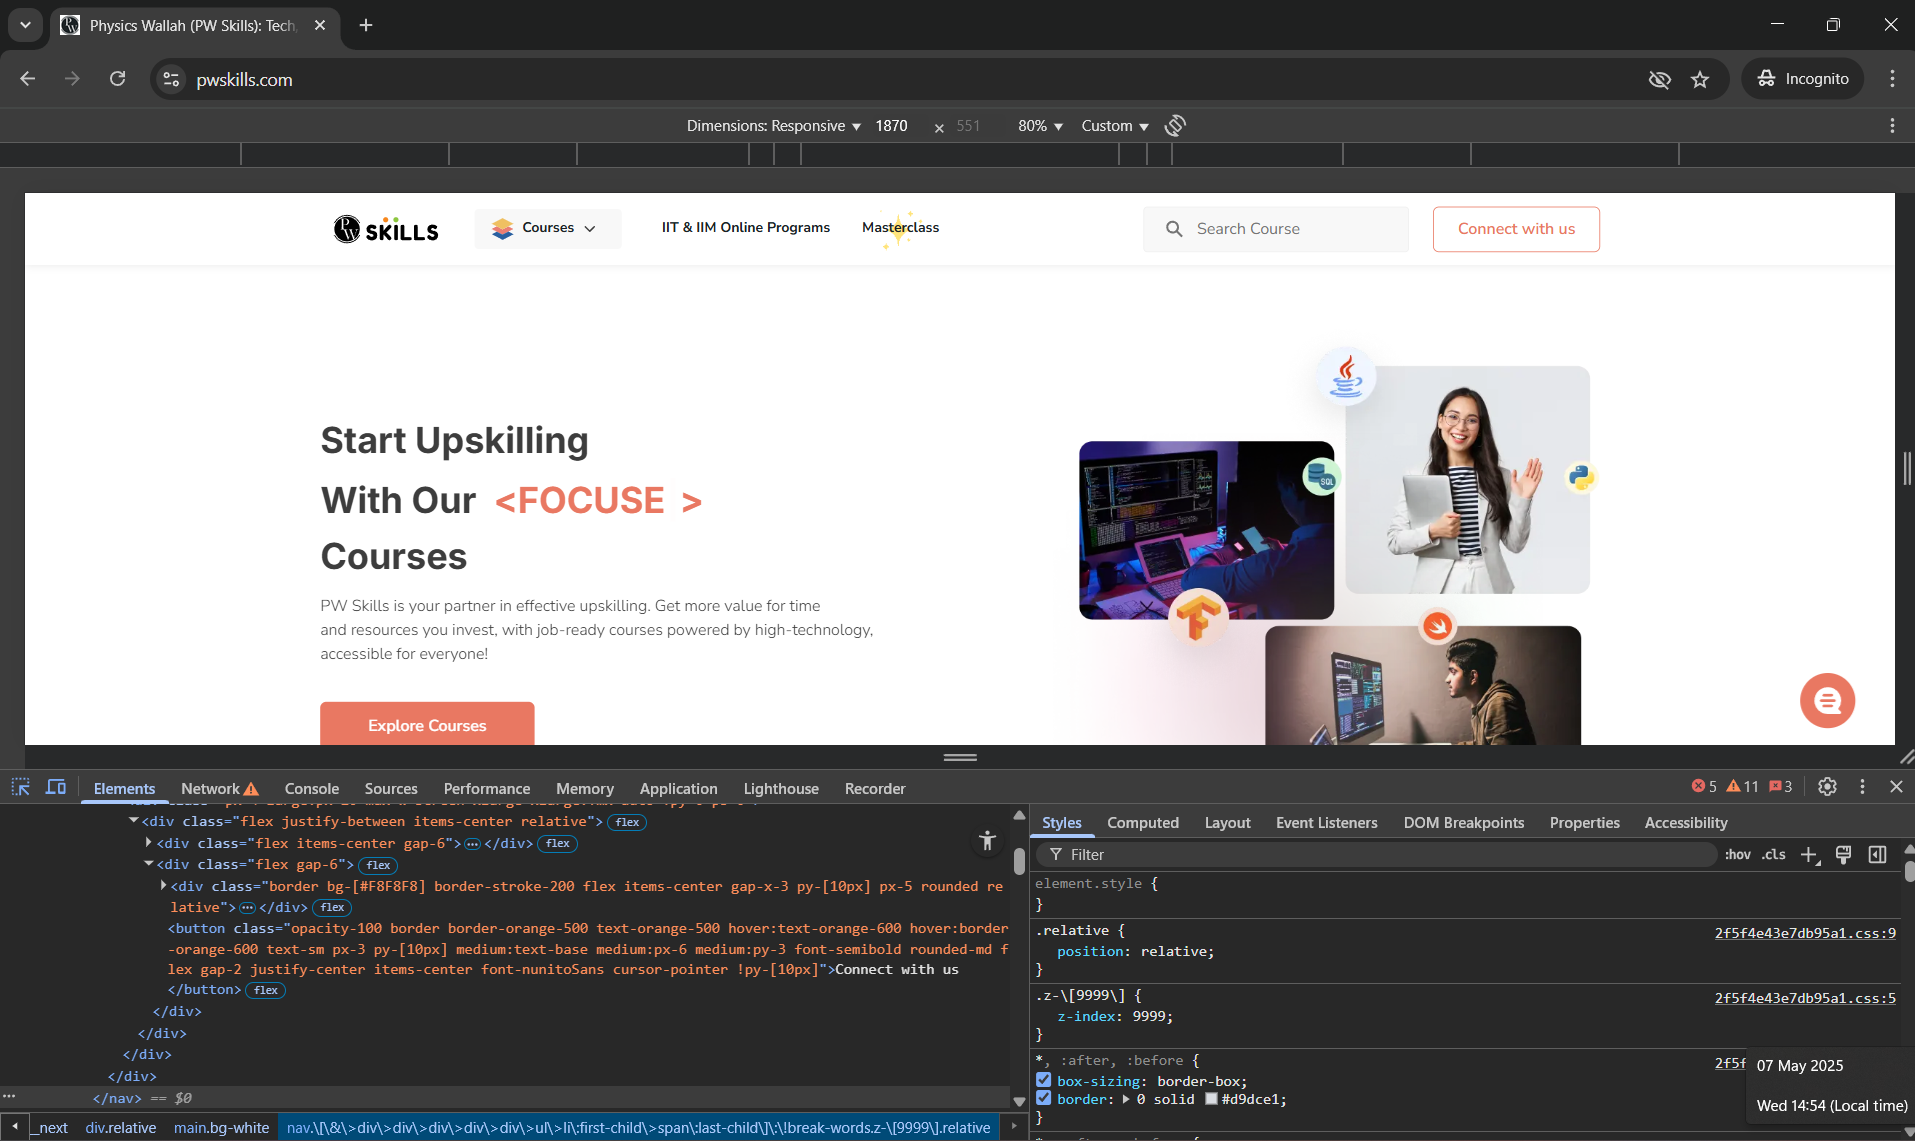 Physics Wallah (PW Skills): Tech,
pwskills.com
Incognito
Dimensions: Responsive ▼ 1870 × 551 80% ▼ Custom ▼
PW SKILLS
Courses
IIT & IIM Online Programs
Masterclass
Search Course
Connect with us
Start Upskilling
With Our <FOCUSE >
Courses
PW Skills is your partner in effective upskilling. Get more value for time
and resources you invest, with job-ready courses powered by high-technology,
accessible for everyone!
Explore Courses
SQL
Elements Network Console Sources Performance Memory Application Lighthouse Recorder
5 11 3
<div class="flex justify-between items-center relative"> flex
<div class="flex items-center gap-6"> ⋯ </div> flex
<div class="flex gap-6"> flex
<div class="border bg-[#F8F8F8] border-stroke-200 flex items-center gap-x-3 py-[10px] px-5 rounded re
lative"> ⋯ </div> flex
<button class="opacity-100 border border-orange-500 text-orange-500 hover:text-orange-600 hover:border
-orange-600 text-sm px-3 py-[10px] medium:text-base medium:px-6 medium:py-3 font-semibold rounded-md f
lex gap-2 justify-center items-center font-nunitoSans cursor-pointer !py-[10px]">Connect with us
</button> flex
</div>
</div>
</div>
</div>
</nav> == $0
_next div.relative main.bg-white nav.\[\&\>div\>div\>div\>div\>div\>ul\>li\:first-child\>span\:last-child\]\:\!break-words.z-\[9999\].relative
Styles Computed Layout Event Listeners DOM Breakpoints Properties Accessibility
Filter
:hov .cls
element.style {
}
.relative {
2f5f4e43e7db95a1.css:9
position: relative;
}
.z-\[9999\] {
2f5f4e43e7db95a1.css:5
z-index: 9999;
}
*, :after, :before {
2f5f
box-sizing: border-box;
border: ▶ 0 solid #d9dce1;
}
07 May 2025
Wed 14:54 (Local time)